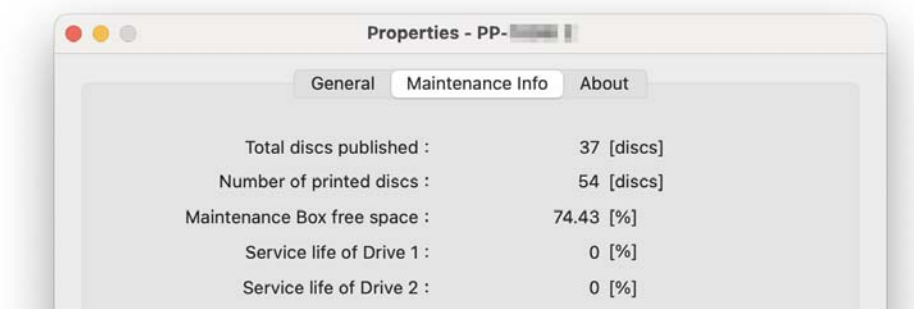 Properties - PP-
General Maintenance Info About
Total discs published : 37 [discs]
Number of printed discs : 54 [discs]
Maintenance Box free space : 74.43 [%]
Service life of Drive 1 : 0 [%]
Service life of Drive 2 : 0 [%]